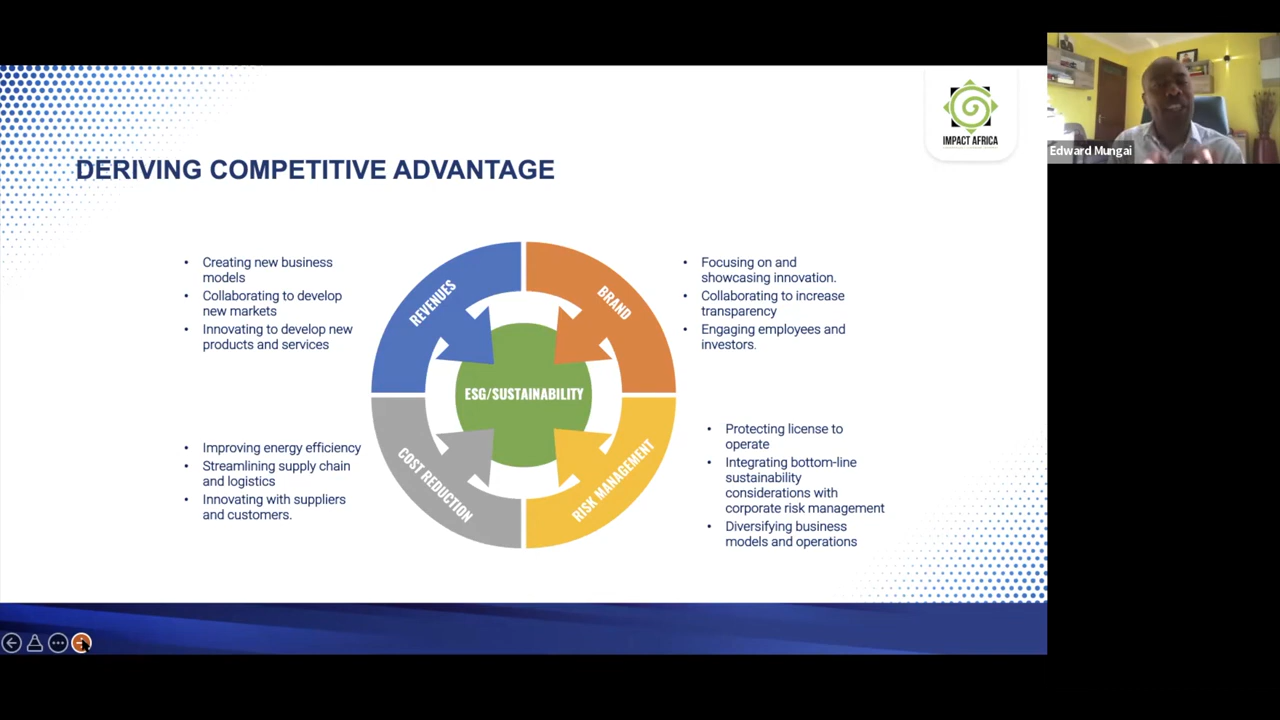 IMPACT AFRICA
Edward Mungai
DERIVING COMPETITIVE ADVANTAGE
• Creating new business
models
• Collaborating to develop
new markets
• Innovating to develop new
products and services
REVENUES
BRAND
• Focusing on and
showcasing innovation.
• Collaborating to increase
transparency
• Engaging employees and
investors.
ESG/SUSTAINABILITY
• Improving energy efficiency
• Streamlining supply chain
and logistics
• Innovating with suppliers
and customers.
COST REDUCTION
RISK MANAGEMENT
• Protecting license to
operate
• Integrating bottom-line
sustainability
considerations with
corporate risk management
• Diversifying business
models and operations